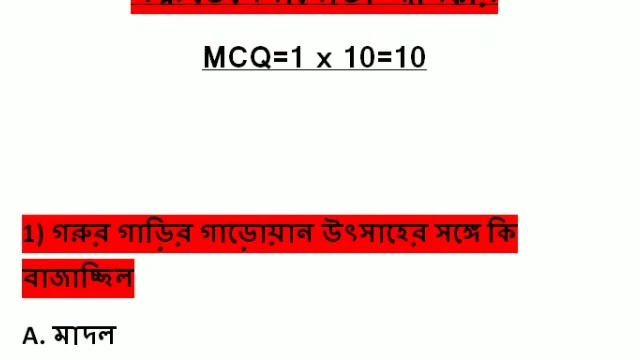 MCQ=1 x 10=10
1) গরুর গাড়ির গাড়োয়ান উৎসাহের সঙ্গে কি
বাজাচ্ছিল
A. মাদল